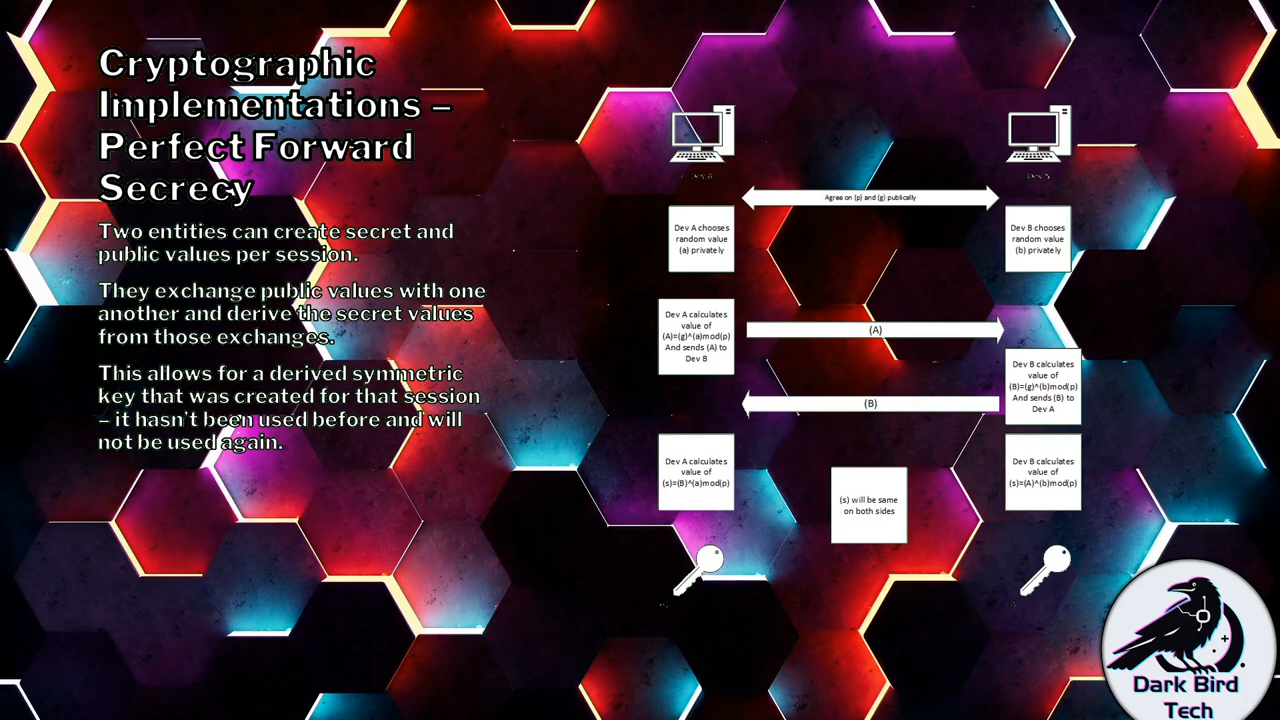 Cryptographic
Implementations –
Perfect Forward
Secrecy
Two entities can create secret and
public values per session.
They exchange public values with one
another and derive the secret values
from those exchanges.
This allows for a derived symmetric
key that was created for that session
– it hasn't been used before and will
not be used again.
Dev A
Dev B
Agree on (p) and (g) publically
Dev A chooses
random value
(a) privately
Dev B chooses
random value
(b) privately
Dev A calculates
value of
(A)=(g)^(a)mod(p)
And sends (A) to
Dev B
(A)
Dev B calculates
value of
(B)=(g)^(b)mod(p)
And sends (B) to
Dev A
(B)
Dev A calculates
value of
(s)=(B)^(a)mod(p)
(s) will be same
on both sides
Dev B calculates
value of
(s)=(A)^(b)mod(p)
Dark Bird
Tech